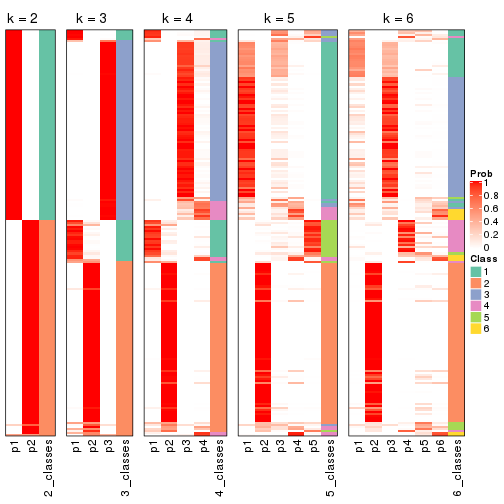 k = 2
k = 3
k = 4
k = 5
k = 6
Prob
1
0.8
0.6
0.4
0.2
0
Class
1
2
3
4
5
6
p1
p2
2_classes
p1
p2
p3
3_classes
p1
p2
p3
p4
4_classes
p1
p2
p3
p4
p5
5_classes
p1
p2
p3
p4
p5
p6
6_classes